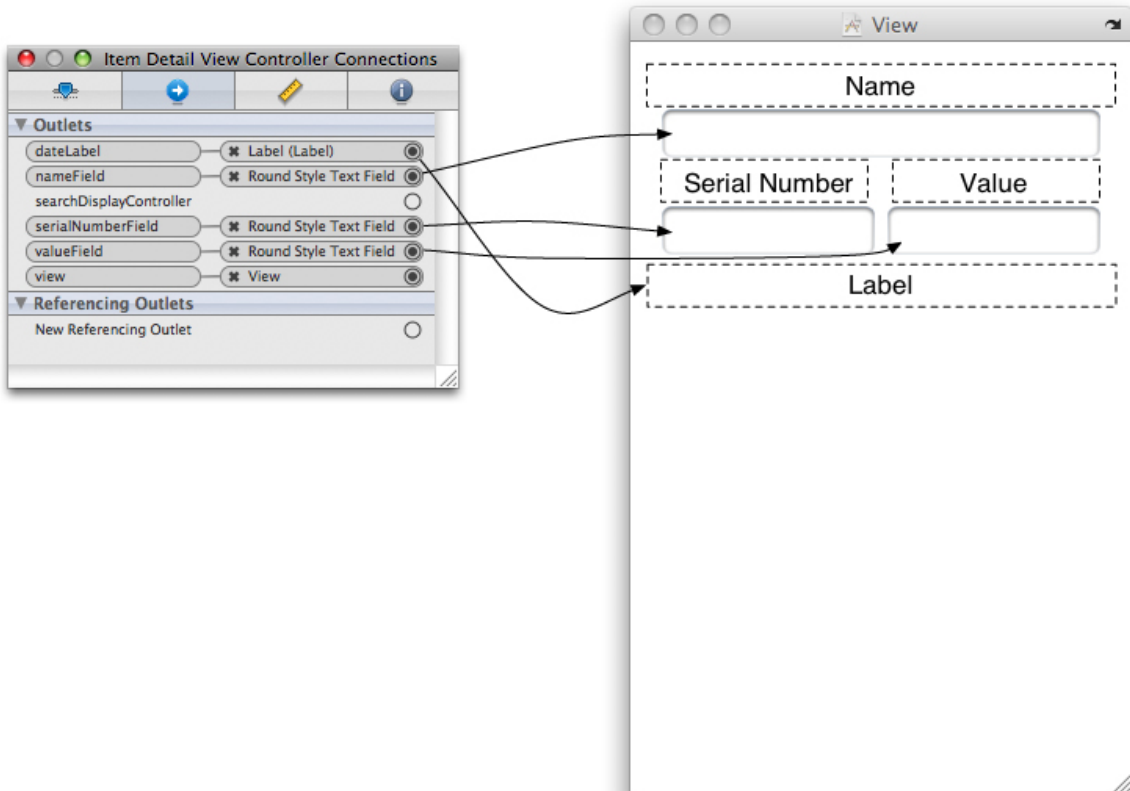 Item Detail View Controller Connections
Outlets
dateLabel Label (Label)
nameField Round Style Text Field
searchDisplayController
serialNumberField Round Style Text Field
valueField Round Style Text Field
view View
Referencing Outlets
New Referencing Outlet
View
Name
Serial Number Value
Label